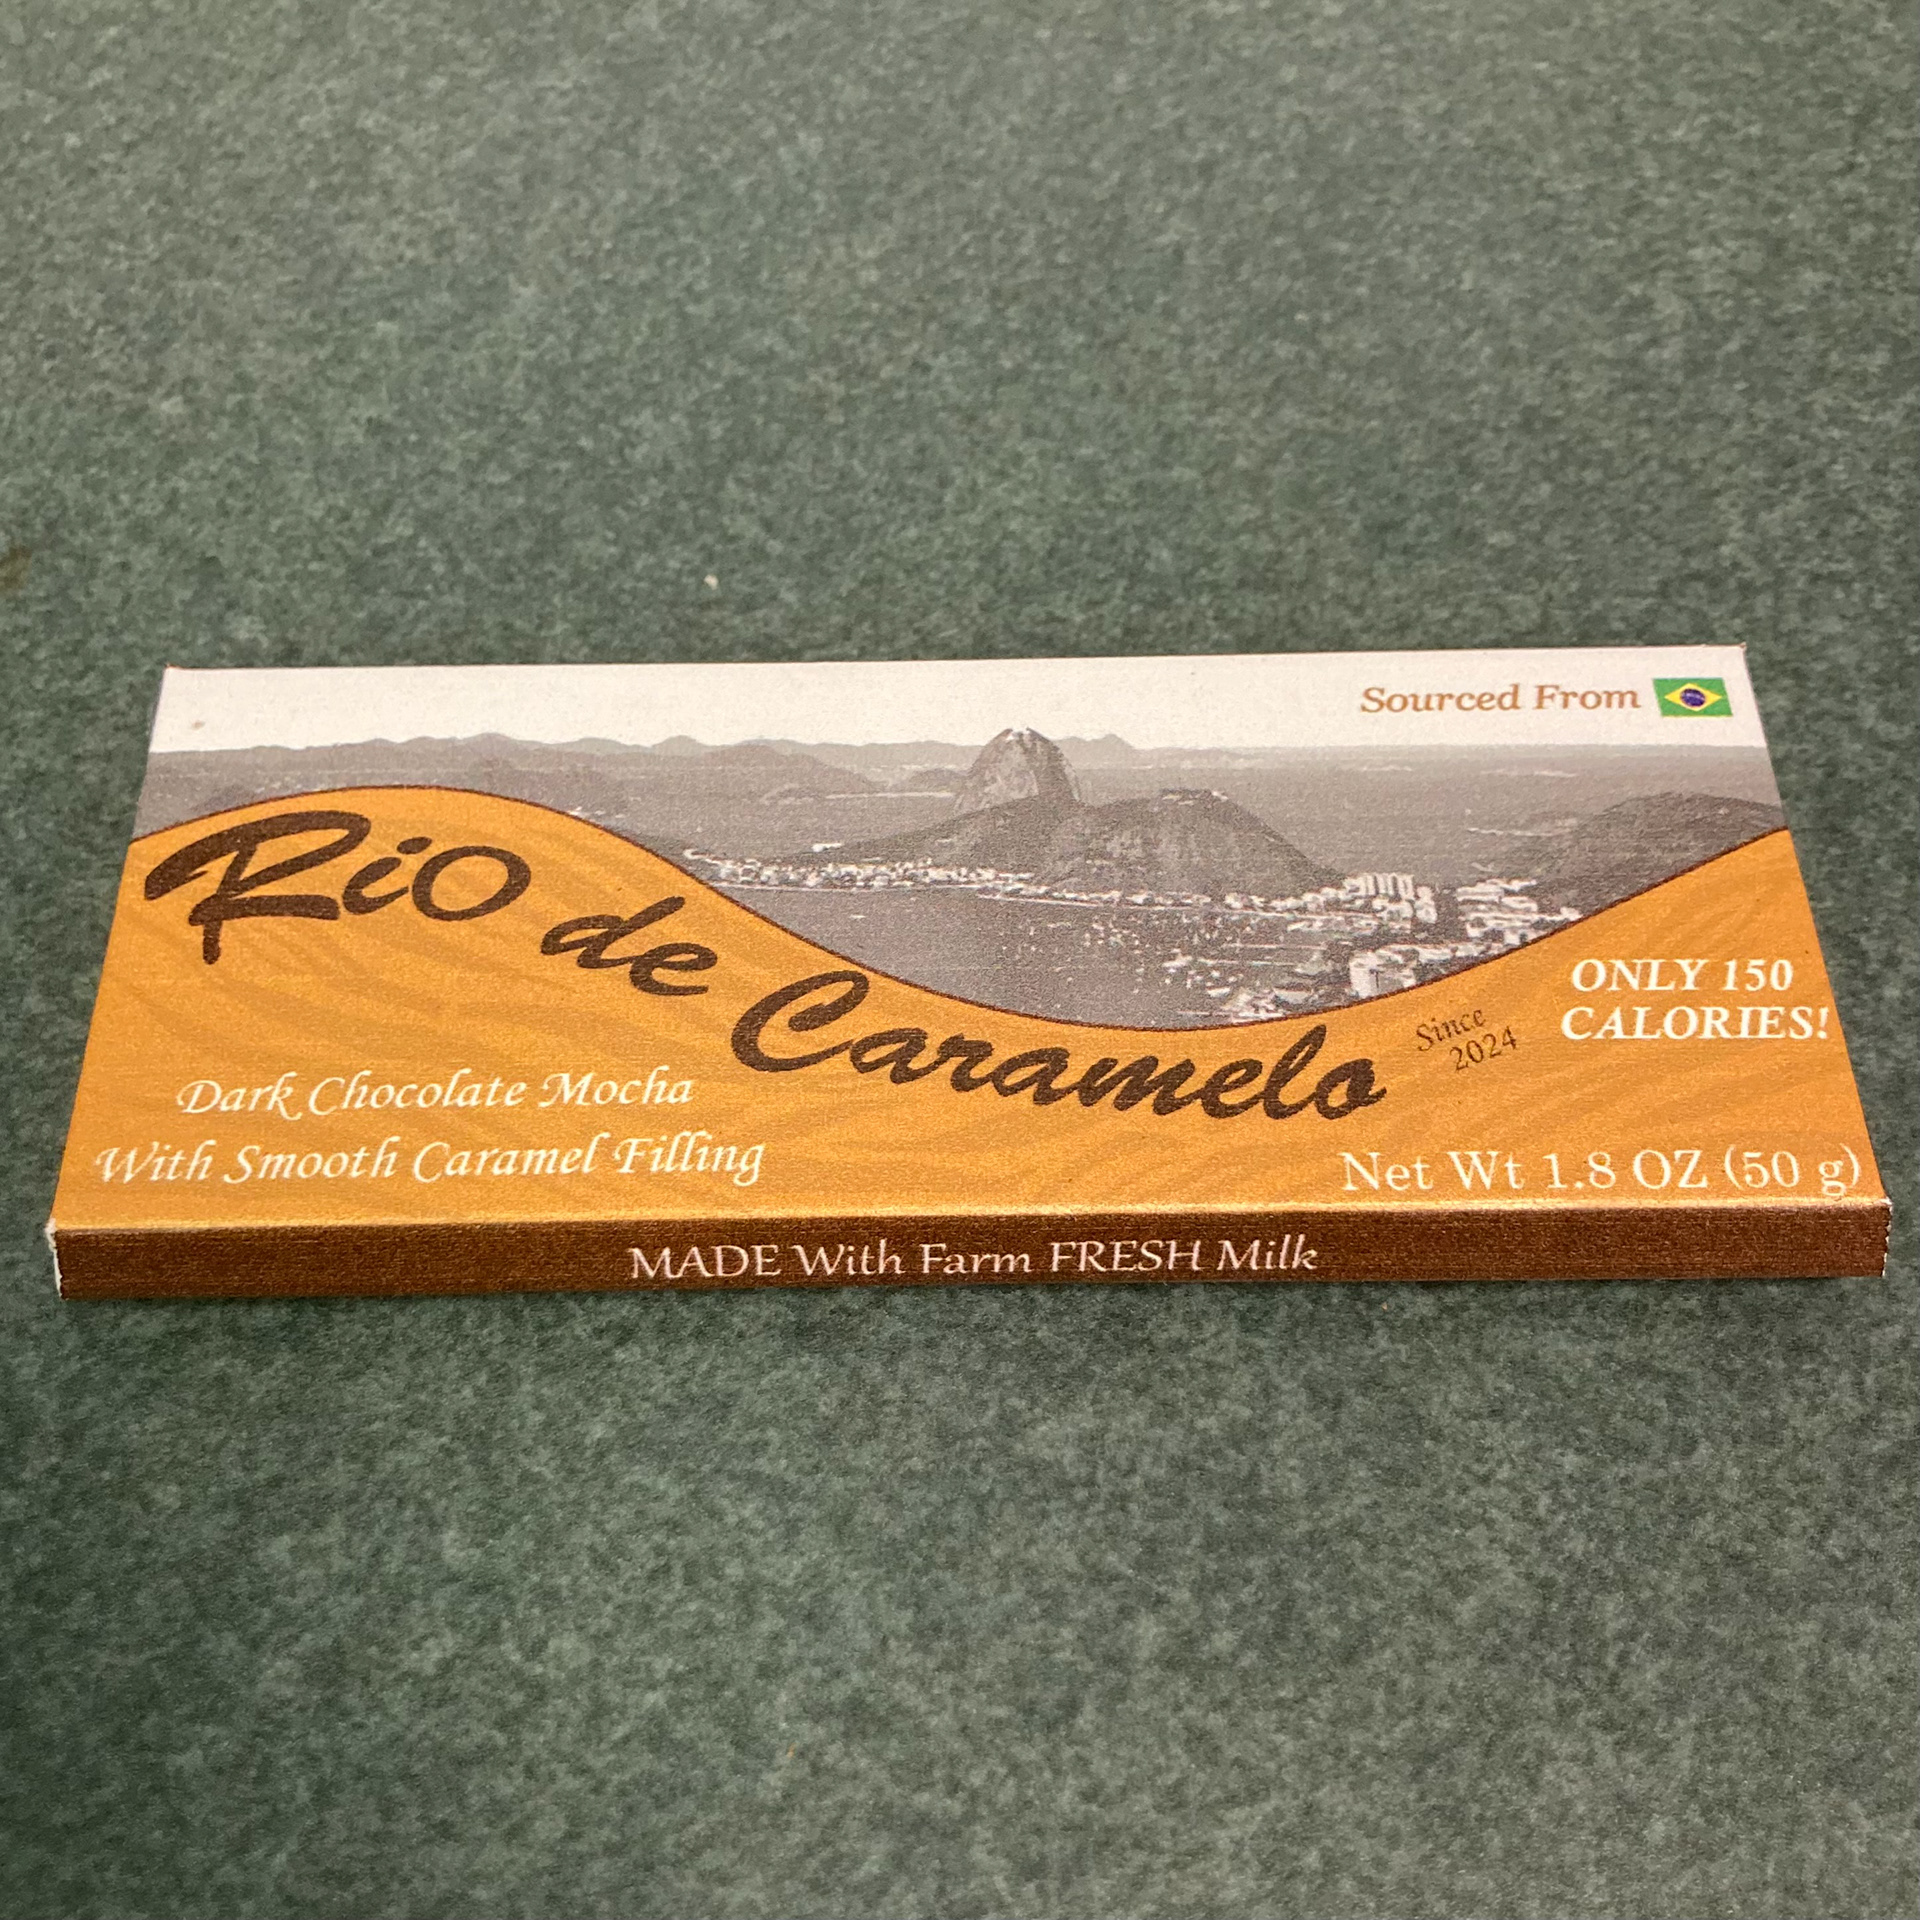 Sourced From
Rio de Caramelo
Since
2024
ONLY 150
CALORIES!
Dark Chocolate Mocha
With Smooth Caramel Filling
Net Wt 1.8 OZ (50 g)
MADE With Farm FRESH Milk